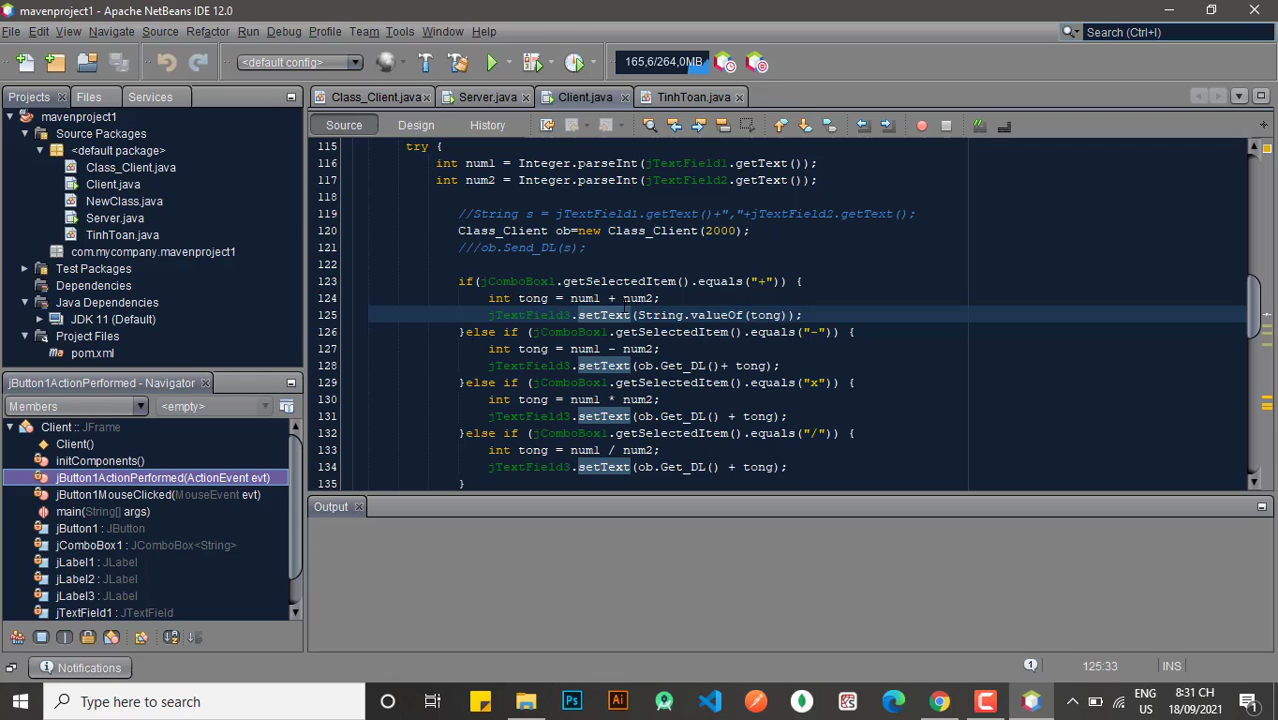 mavenproject1 - Apache NetBeans IDE 12.0
File Edit View Navigate Source Refactor Run Debug Profile Team Tools Window Help
Search (Ctrl+I)
<default config>
165,6/264,0MB
Projects
Files
Services
mavenproject1
Source Packages
<default package>
Class_Client.java
Client.java
NewClass.java
Server.java
TinhToan.java
com.mycompany.mavenproject1
Test Packages
Dependencies
Java Dependencies
JDK 11 (Default)
Project Files
pom.xml
jButton1ActionPerformed - Navigator
Members
<empty>
Client :: JFrame
Client()
initComponents()
jButton1ActionPerformed(ActionEvent evt)
jButton1MouseClicked(MouseEvent evt)
main(String[] args)
jButton1 : JButton
jComboBox1 : JComboBox<String>
jLabel1 : JLabel
jLabel2 : JLabel
jLabel3 : JLabel
jTextField1 : JTextField
Class_Client.java
Server.java
Client.java
TinhToan.java
Source
Design
History
115 try {
116 int num1 = Integer.parseInt(jTextField1.getText());
117 int num2 = Integer.parseInt(jTextField2.getText());
118
119 //String s = jTextField1.getText()+","+jTextField2.getText();
120 Class_Client ob=new Class_Client(2000);
121 ///ob.Send_DL(s);
122
123 if(jComboBox1.getSelectedItem().equals("+")) {
124 int tong = num1 + num2;
125 jTextField3.setText(String.valueOf(tong));
126 }else if (jComboBox1.getSelectedItem().equals("-")) {
127 int tong = num1 - num2;
128 jTextField3.setText(ob.Get_DL()+ tong);
129 }else if (jComboBox1.getSelectedItem().equals("x")) {
130 int tong = num1 * num2;
131 jTextField3.setText(ob.Get_DL() + tong);
132 }else if (jComboBox1.getSelectedItem().equals("/")) {
133 int tong = num1 / num2;
134 jTextField3.setText(ob.Get_DL() + tong);
135 }
Output
Notifications
1
125:33
INS
Type here to search
Ps
Ai
ENG
US
8:31 CH
18/09/2021
1